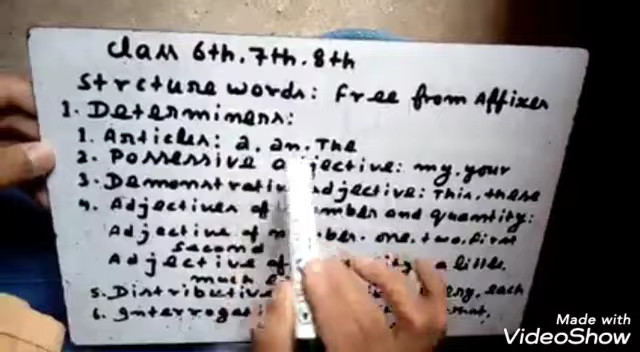 Class 6th. 7th. 8th
Strcture words: Free from Affixes
1. Determiners:
1. Articles: a. an. The
2. Possessive adjective: my. your
3. Demonstrative adjective: This. these
4. Adjectives of number and quantity:
Adjective of number. one. two. first
second
Adjective of a little.
much
5. Distributive each
6.
Made with
VideoShow